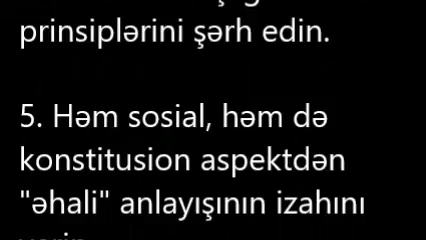 prinsiplərini şərh edin.
5. Həm sosial, həm də
konstitusion aspektdən
"əhali" anlayışının izahını